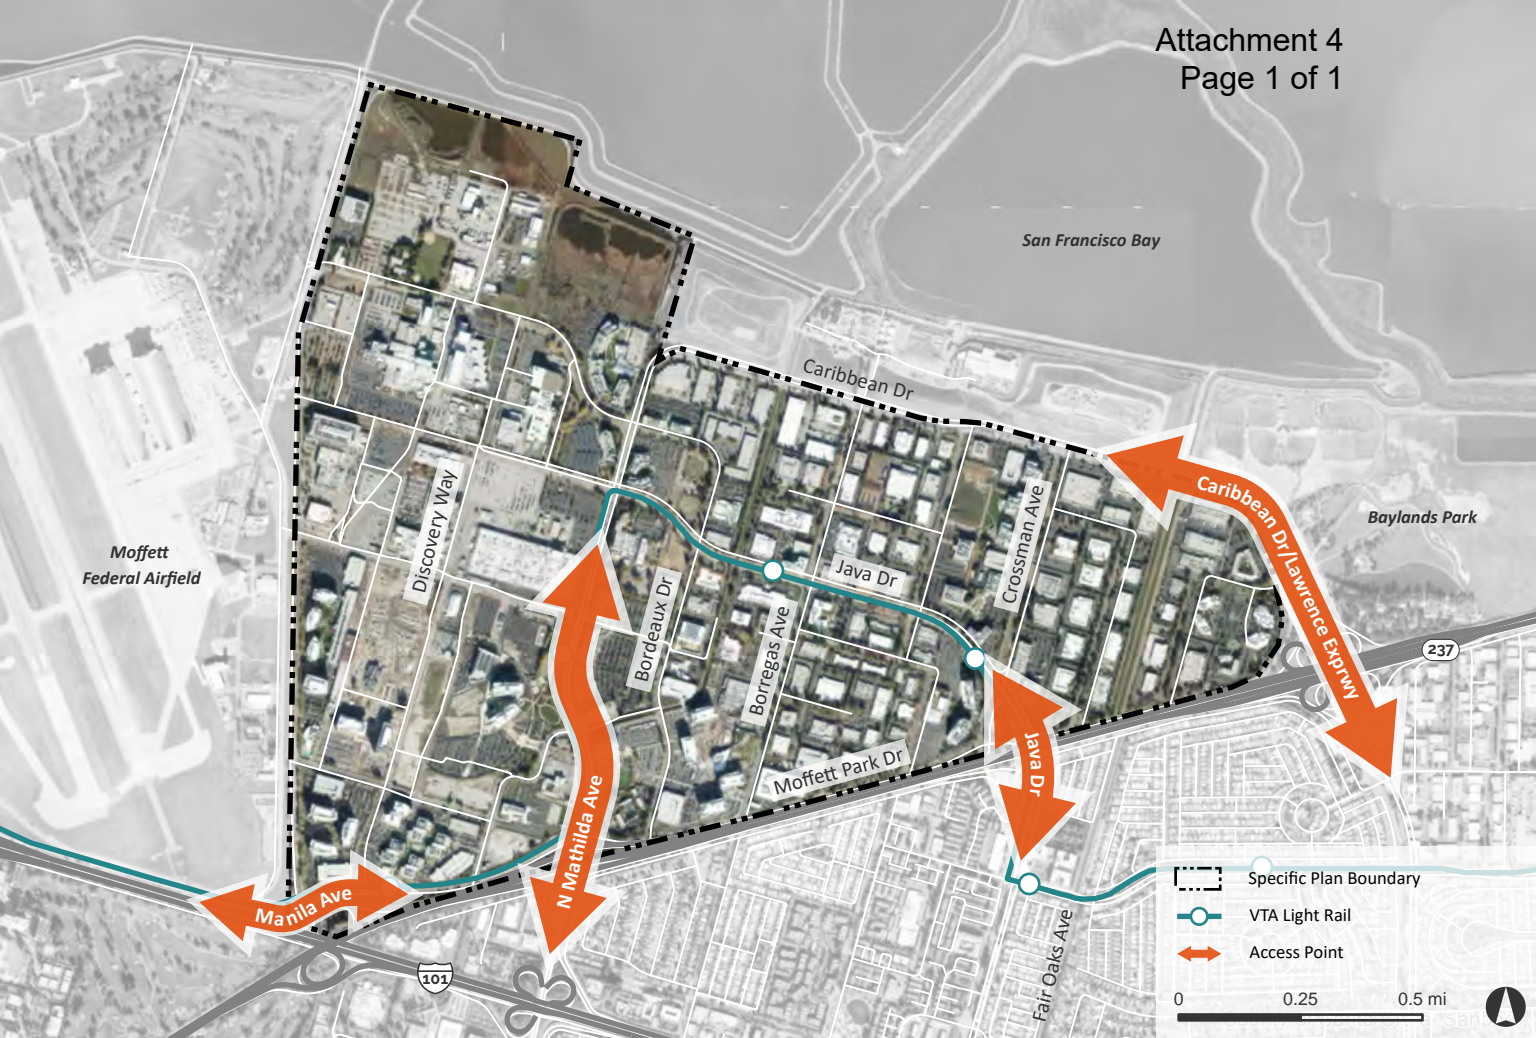 Attachment 4
Page 1 of 1
San Francisco Bay
Caribbean Dr
Caribbean Dr/Lawrence Exprwy
Baylands Park
Moffett
Federal Airfield
Discovery Way
Crossman Ave
Java Dr
Bordeaux Dr
Borregas Ave
237
Moffett Park Dr
Java Dr
N Mathilda Ave
Manila Ave
101
Fair Oaks Ave
Specific Plan Boundary
VTA Light Rail
Access Point
0 0.25 0.5 mi